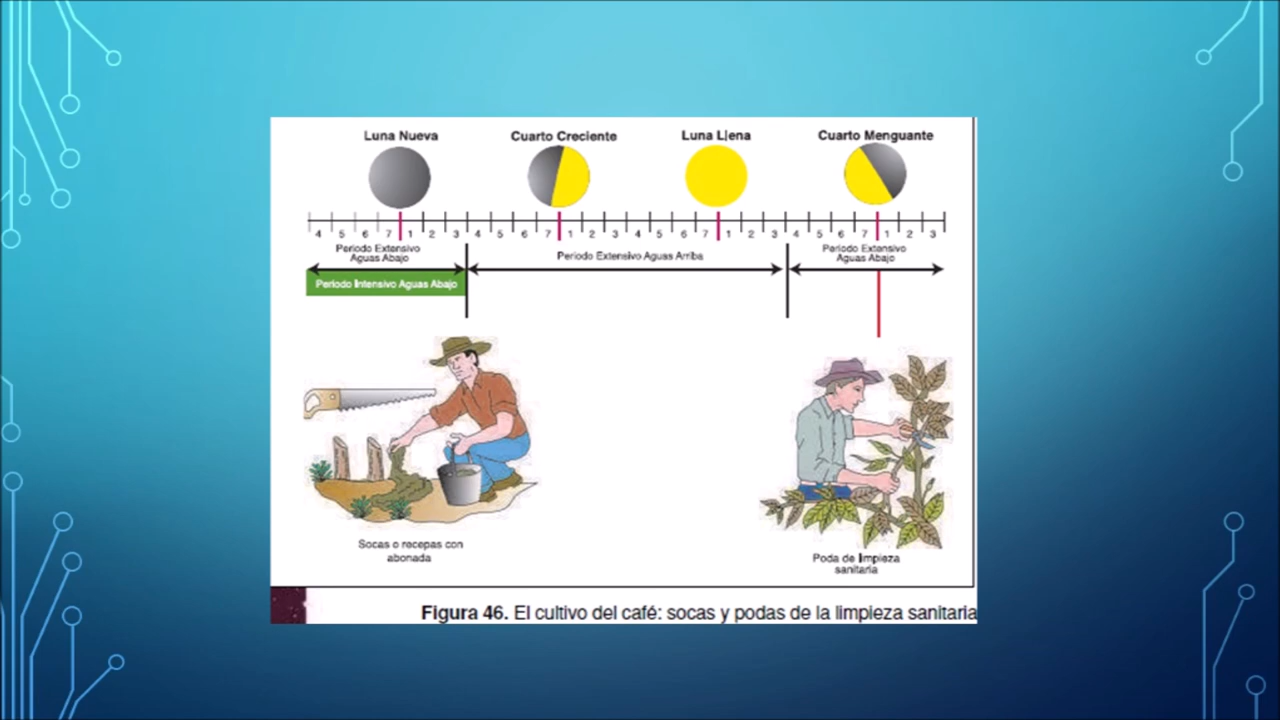 Luna Nueva
Cuarto Creciente
Luna Llena
Cuarto Menguante
4 5 6 7 1 2 3 4 5 6 7 1 2 3 4 5 6 7 1 2 3 4 5 6 7 1 2 3
Periodo Extensivo
Aguas Abajo
Periodo Extensivo Aguas Arriba
Periodo Extensivo
Aguas Abajo
Periodo Intensivo Aguas Abajo
Socas o recepas con
abonada
Poda de limpieza
sanitaria
Figura 46. El cultivo del café: socas y podas de la limpieza sanitaria